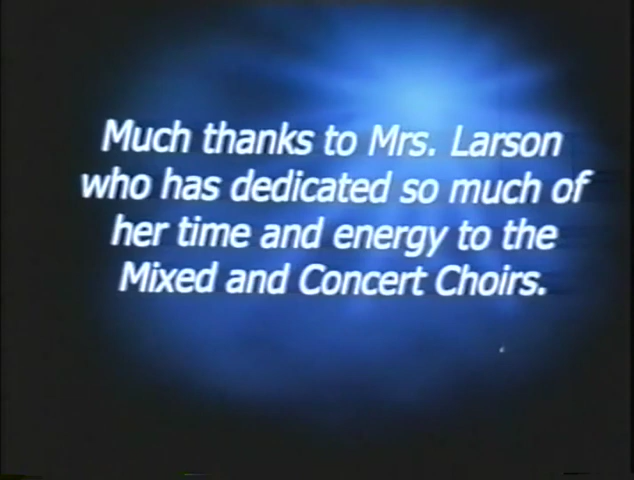 Much thanks to Mrs. Larson
who has dedicated so much of
her time and energy to the
Mixed and Concert Choirs.